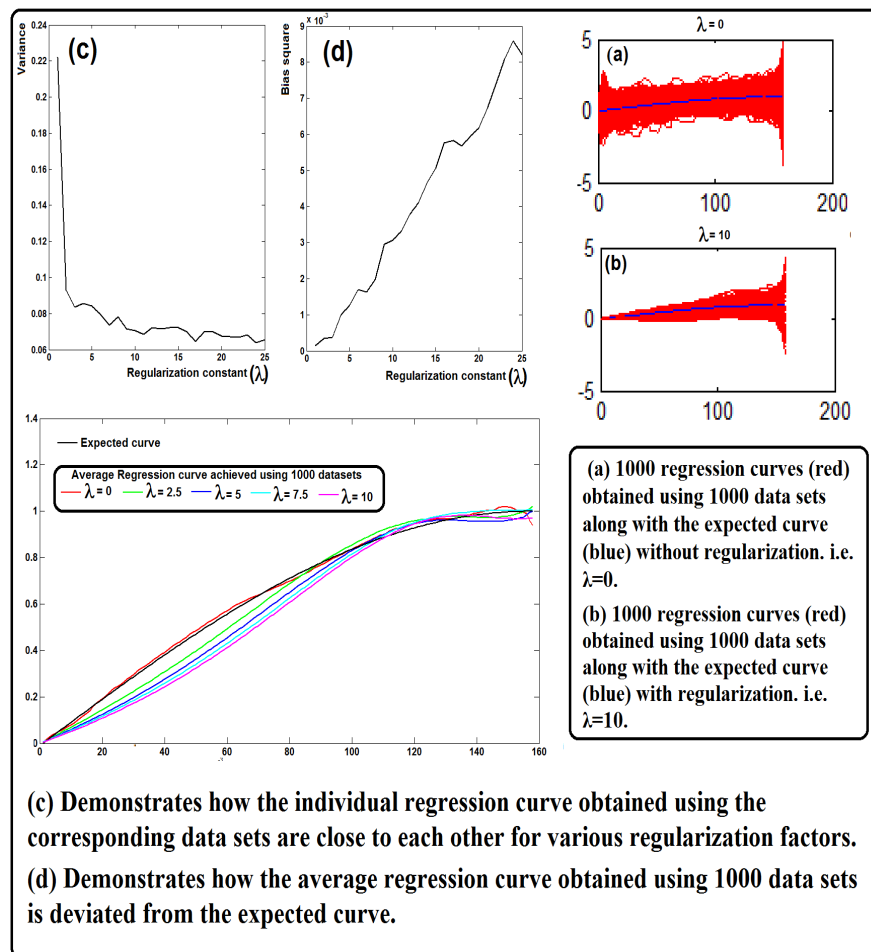 (c)
Variance
0.24
0.22
0.2
0.18
0.16
0.14
0.12
0.1
0.08
0.06
0 5 10 15 20 25
Regularization constant (λ)
(d)
× 10⁻³
Bias square
9
8
7
6
5
4
3
2
1
0
0 5 10 15 20 25
Regularization constant (λ)
λ = 0
(a)
5
0
-5
0 100 200
λ = 10
(b)
5
0
-5
0 100 200
1.4
1.2
1
0.8
0.6
0.4
0.2
0
0 20 40 60 80 100 120 140 160
-1
Expected curve
Average Regression curve achieved using 1000 datasets
λ = 0 λ = 2.5 λ = 5 λ = 7.5 λ = 10
(a) 1000 regression curves (red)
obtained using 1000 data sets
along with the expected curve
(blue) without regularization. i.e.
λ=0.
(b) 1000 regression curves (red)
obtained using 1000 data sets
along with the expected curve
(blue) with regularization. i.e.
λ=10.
(c) Demonstrates how the individual regression curve obtained using the
corresponding data sets are close to each other for various regularization factors.
(d) Demonstrates how the average regression curve obtained using 1000 data sets
is deviated from the expected curve.